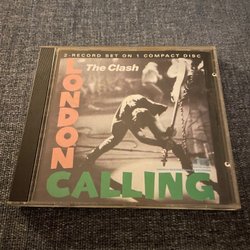 2-RECORD SET ON 1 COMPACT DISC
The Clash
LONDON
CALLING